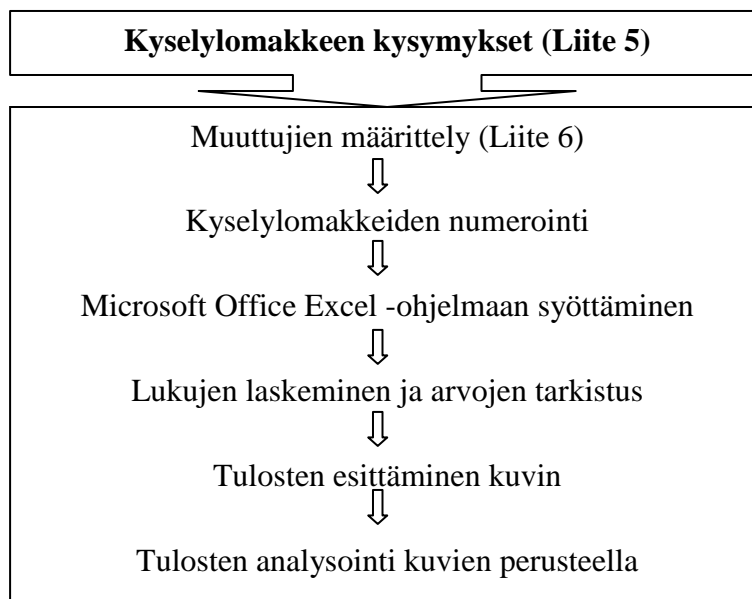 Kyselylomakkeen kysymykset (Liite 5)
Muuttujien määrittely (Liite 6)
Kyselylomakkeiden numerointi
Microsoft Office Excel -ohjelmaan syöttäminen
Lukujen laskeminen ja arvojen tarkistus
Tulosten esittäminen kuvin
Tulosten analysointi kuvien perusteella